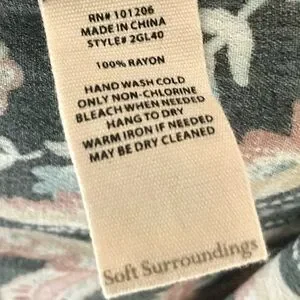 RN# 101206
MADE IN CHINA
STYLE# 2GL40
100% RAYON
HAND WASH COLD
ONLY NON-CHLORINE
BLEACH WHEN NEEDED
HANG TO DRY
WARM IRON IF NEEDED
MAY BE DRY CLEANED
Soft Surroundings